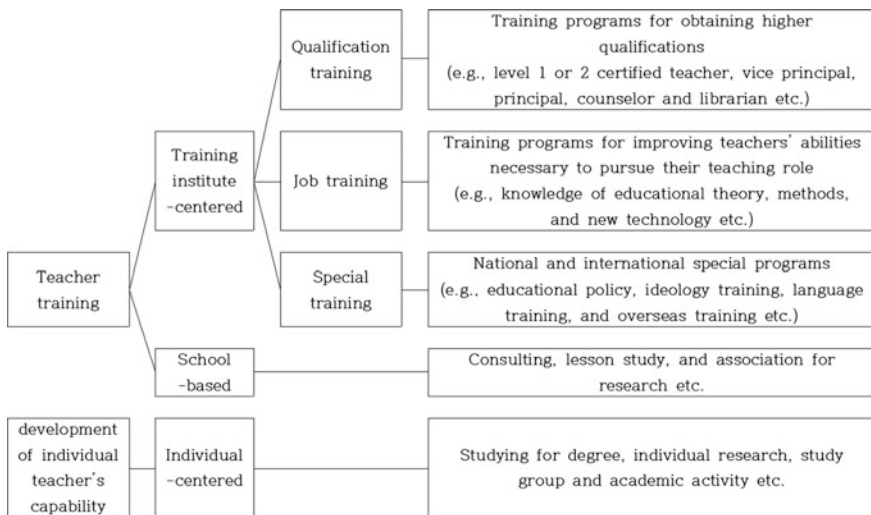 Qualification
training
Training programs for obtaining higher
qualifications
(e.g., level 1 or 2 certified teacher, vice principal,
principal, counselor and librarian etc.)
Training
institute
-centered
Job training
Training programs for improving teachers' abilities
necessary to pursue their teaching role
(e.g., knowledge of educational theory, methods,
and new technology etc.)
Teacher
training
Special
training
National and international special programs
(e.g., educational policy, ideology training, language
training, and overseas training etc.)
School
-based
Consulting, lesson study, and association for
research etc.
development
of individual
teacher's
capability
Individual
-centered
Studying for degree, individual research, study
group and academic activity etc.